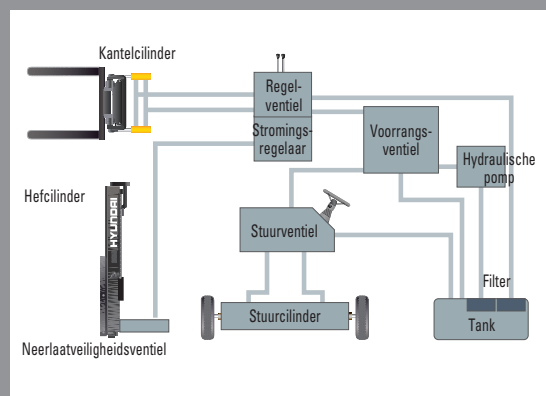 Kantelcilinder
Regel-
ventiel
Stromings-
regelaar
Voorrangs-
ventiel
Hydraulische
pomp
Hefcilinder
HYUNDAI
Stuurventiel
Filter
Stuurcilinder
Tank
Neerlaatveiligheidsventiel